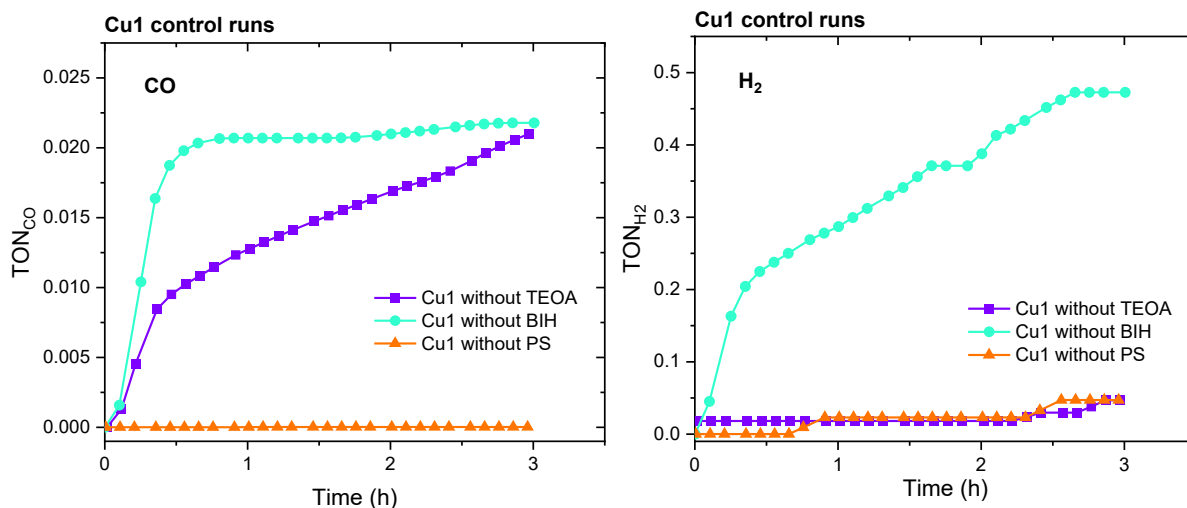 Cu1 control runs
CO
0.025
0.020
0.015
0.010
0.005
0.000
TON_CO
0
1
2
3
Time (h)
Cu1 without TEOA
Cu1 without BIH
Cu1 without PS
Cu1 control runs
H₂
0.5
0.4
0.3
0.2
0.1
0.0
TON_H2
0
1
2
3
Time (h)
Cu1 without TEOA
Cu1 without BIH
Cu1 without PS